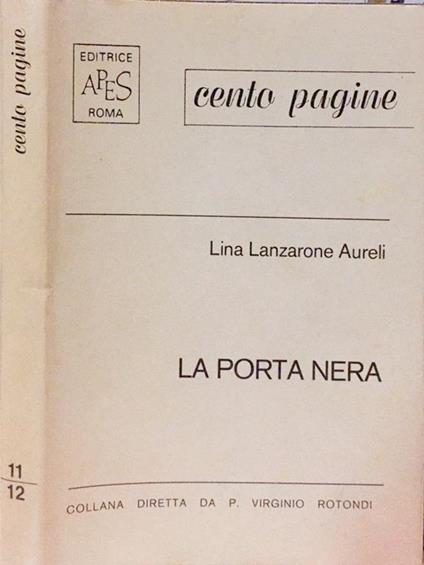 cento pagine
11
12
EDITRICE
APES
ROMA
cento pagine
Lina Lanzarone Aureli
LA PORTA NERA
COLLANA DIRETTA DA P. VIRGINIO ROTONDI